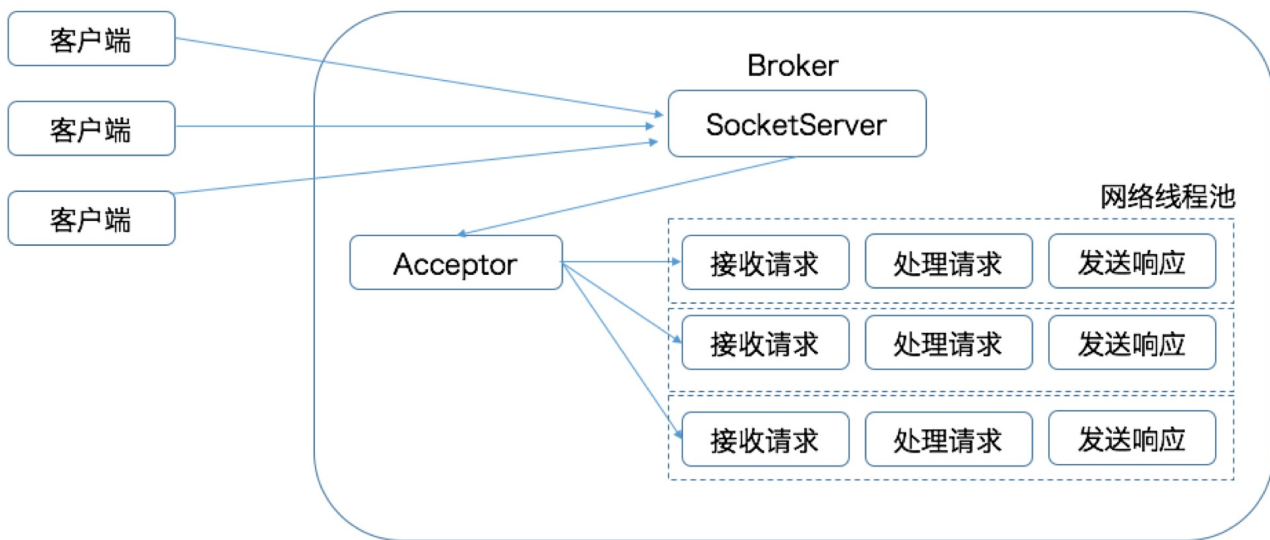 客户端
客户端
客户端
Broker
SocketServer
网络线程池
Acceptor
接收请求 处理请求 发送响应
接收请求 处理请求 发送响应
接收请求 处理请求 发送响应